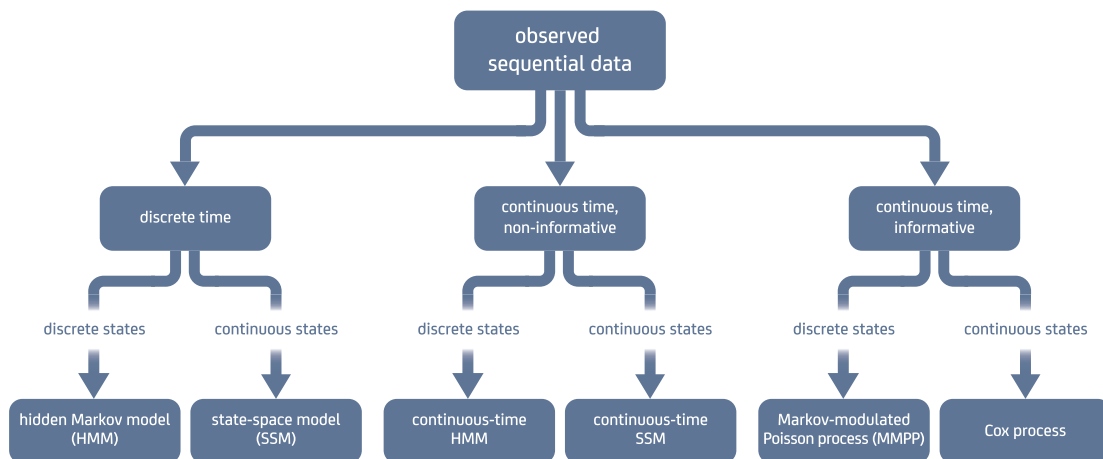 observed
sequential data
discrete time
continuous time,
non-informative
continuous time,
informative
discrete states
continuous states
discrete states
continuous states
discrete states
continuous states
hidden Markov model
(HMM)
state-space model
(SSM)
continuous-time
HMM
continuous-time
SSM
Markov-modulated
Poisson process (MMPP)
Cox process